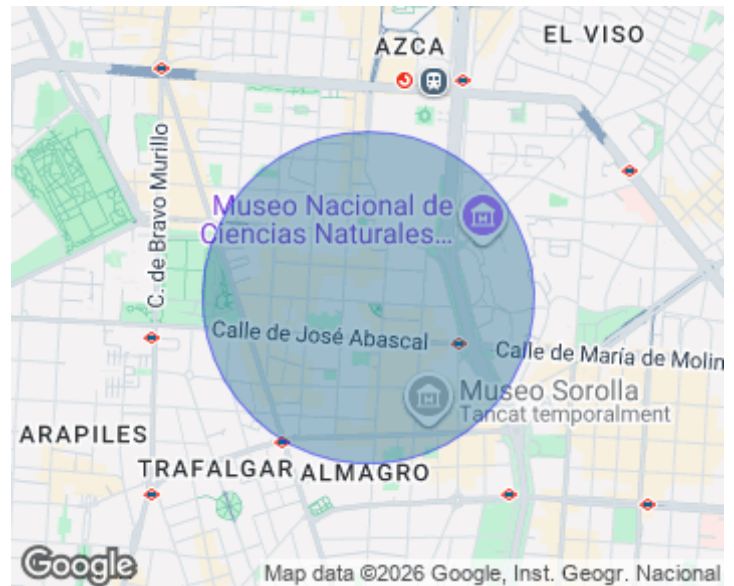 EL VISO
AZCA
C. de Bravo Murillo
Museo Nacional de
Ciencias Naturales...
Calle de José Abascal
Calle de María de Molin
Museo Sorolla
Tancat temporalment
ARAPILES
TRAFALGAR
ALMAGRO
Google
Map data ©2026 Google, Inst. Geogr. Nacional